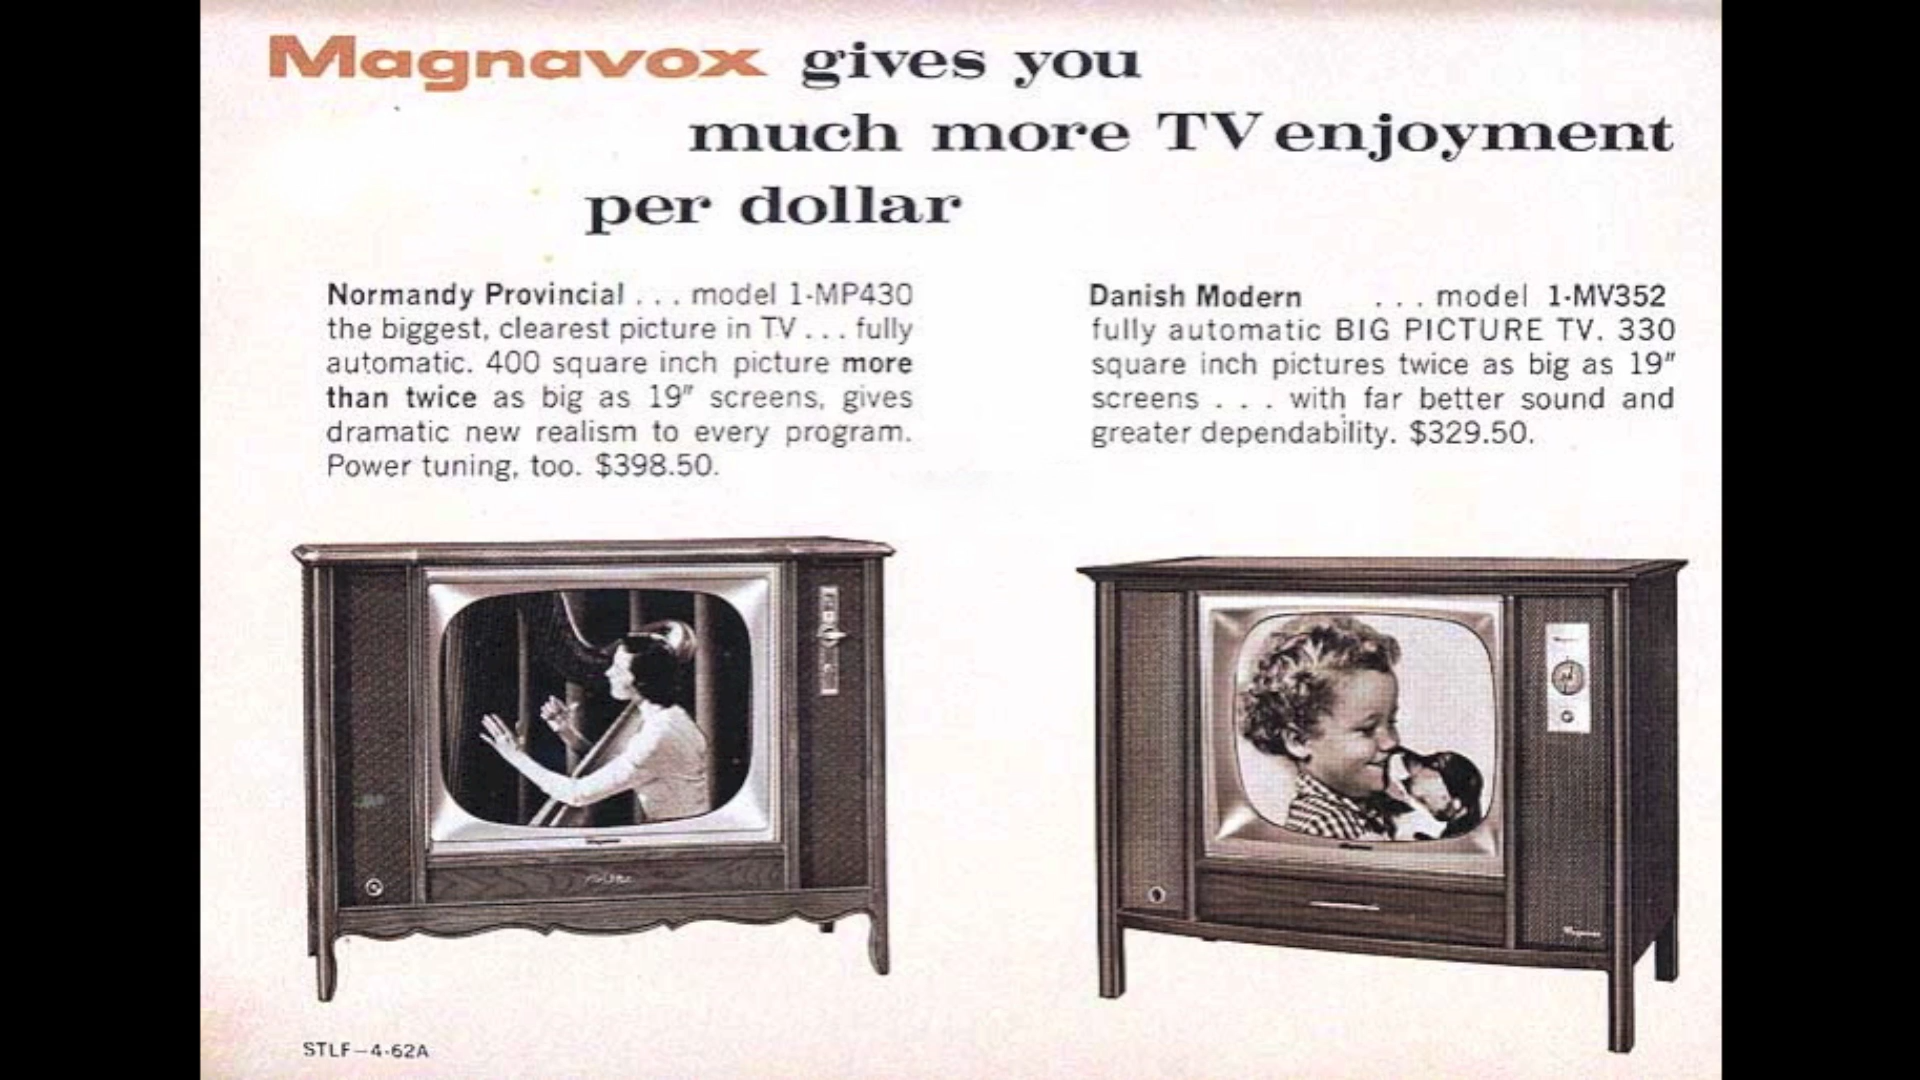 Magnavox gives you
much more TV enjoyment
per dollar
Normandy Provincial . . . model 1-MP430
the biggest, clearest picture in TV . . . fully
automatic. 400 square inch picture more
than twice as big as 19" screens, gives
dramatic new realism to every program.
Power tuning, too. $398.50.
Danish Modern . . . model 1-MV352
fully automatic BIG PICTURE TV. 330
square inch pictures twice as big as 19"
screens . . . with far better sound and
greater dependability. $329.50.
Magnavox
STLF-4-62A